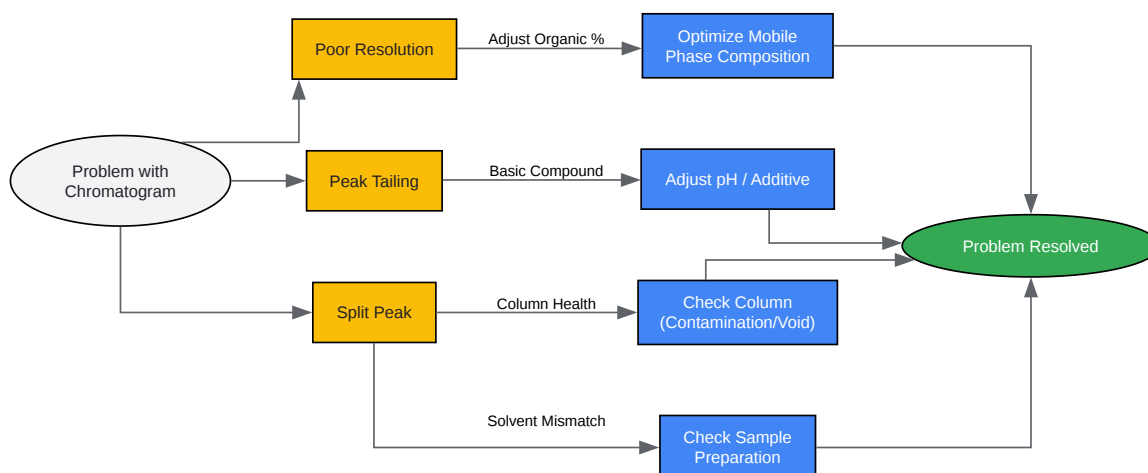 Poor Resolution
Adjust Organic %
Optimize Mobile
Phase Composition
Problem with
Chromatogram
Peak Tailing
Basic Compound
Adjust pH / Additive
Problem Resolved
Split Peak
Column Health
Check Column
(Contamination/Void)
Solvent Mismatch
Check Sample
Preparation